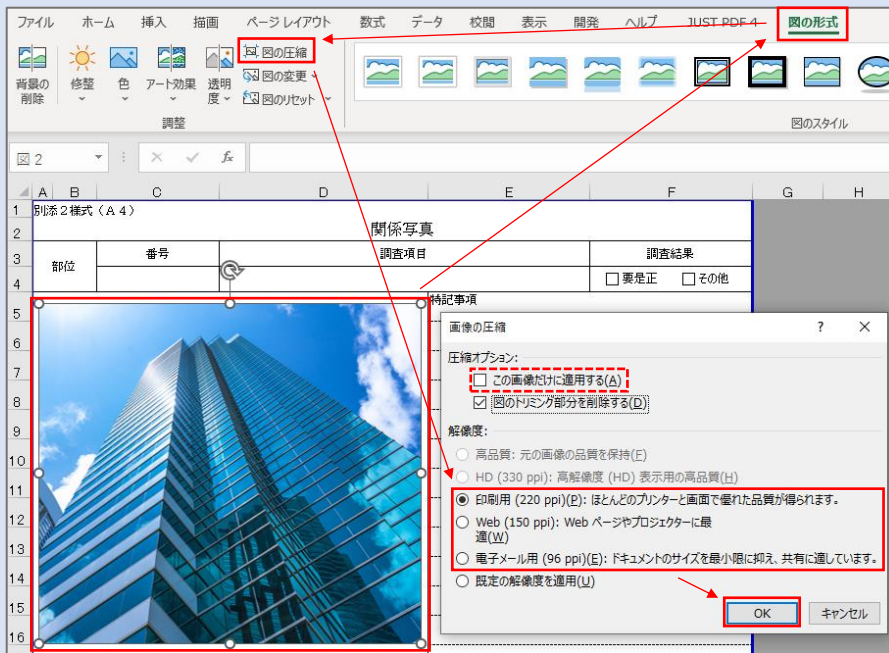 ファイル ホーム 挿入 描画 ページ レイアウト 数式 データ 校閲 表示 開発 ヘルプ JUST PDF 4 図の形式
背景の
削除
修整
色
アート効果
透明
度
図の圧縮
図の変更
図のリセット
調整
図のスタイル
図 2
fx
A B C D E F G H
1 別添2様式(A4)
2 関係写真
3 部位 番号 調査項目 調査結果
4 要是正 その他
5 特記事項
6
7
8
9
10
11
12
13
14
15
16
画像の圧縮 ?
圧縮オプション:
この画像だけに適用する(A)
図のトリミング部分を削除する(D)
解像度:
高品質: 元の画像の品質を保持(F)
HD (330 ppi): 高解像度 (HD) 表示用の高品質(H)
印刷用 (220 ppi)(P): ほとんどのプリンターと画面で優れた品質が得られます。
Web (150 ppi): Web ページやプロジェクターに最
適(W)
電子メール用 (96 ppi)(E): ドキュメントのサイズを最小限に抑え、共有に適しています。
既定の解像度を適用(U)
OK キャンセル